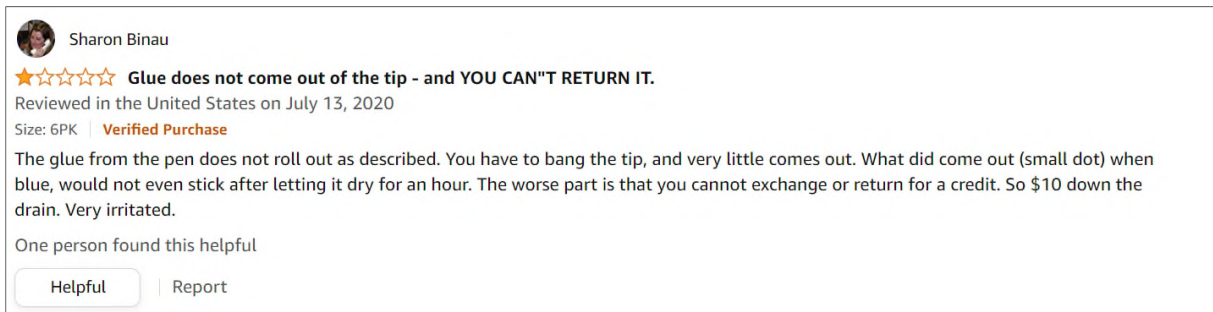 Sharon Binau
Glue does not come out of the tip - and YOU CAN"T RETURN IT.
Reviewed in the United States on July 13, 2020
Size: 6PK Verified Purchase
The glue from the pen does not roll out as described. You have to bang the tip, and very little comes out. What did come out (small dot) when
blue, would not even stick after letting it dry for an hour. The worse part is that you cannot exchange or return for a credit. So $10 down the
drain. Very irritated.
One person found this helpful
Helpful Report